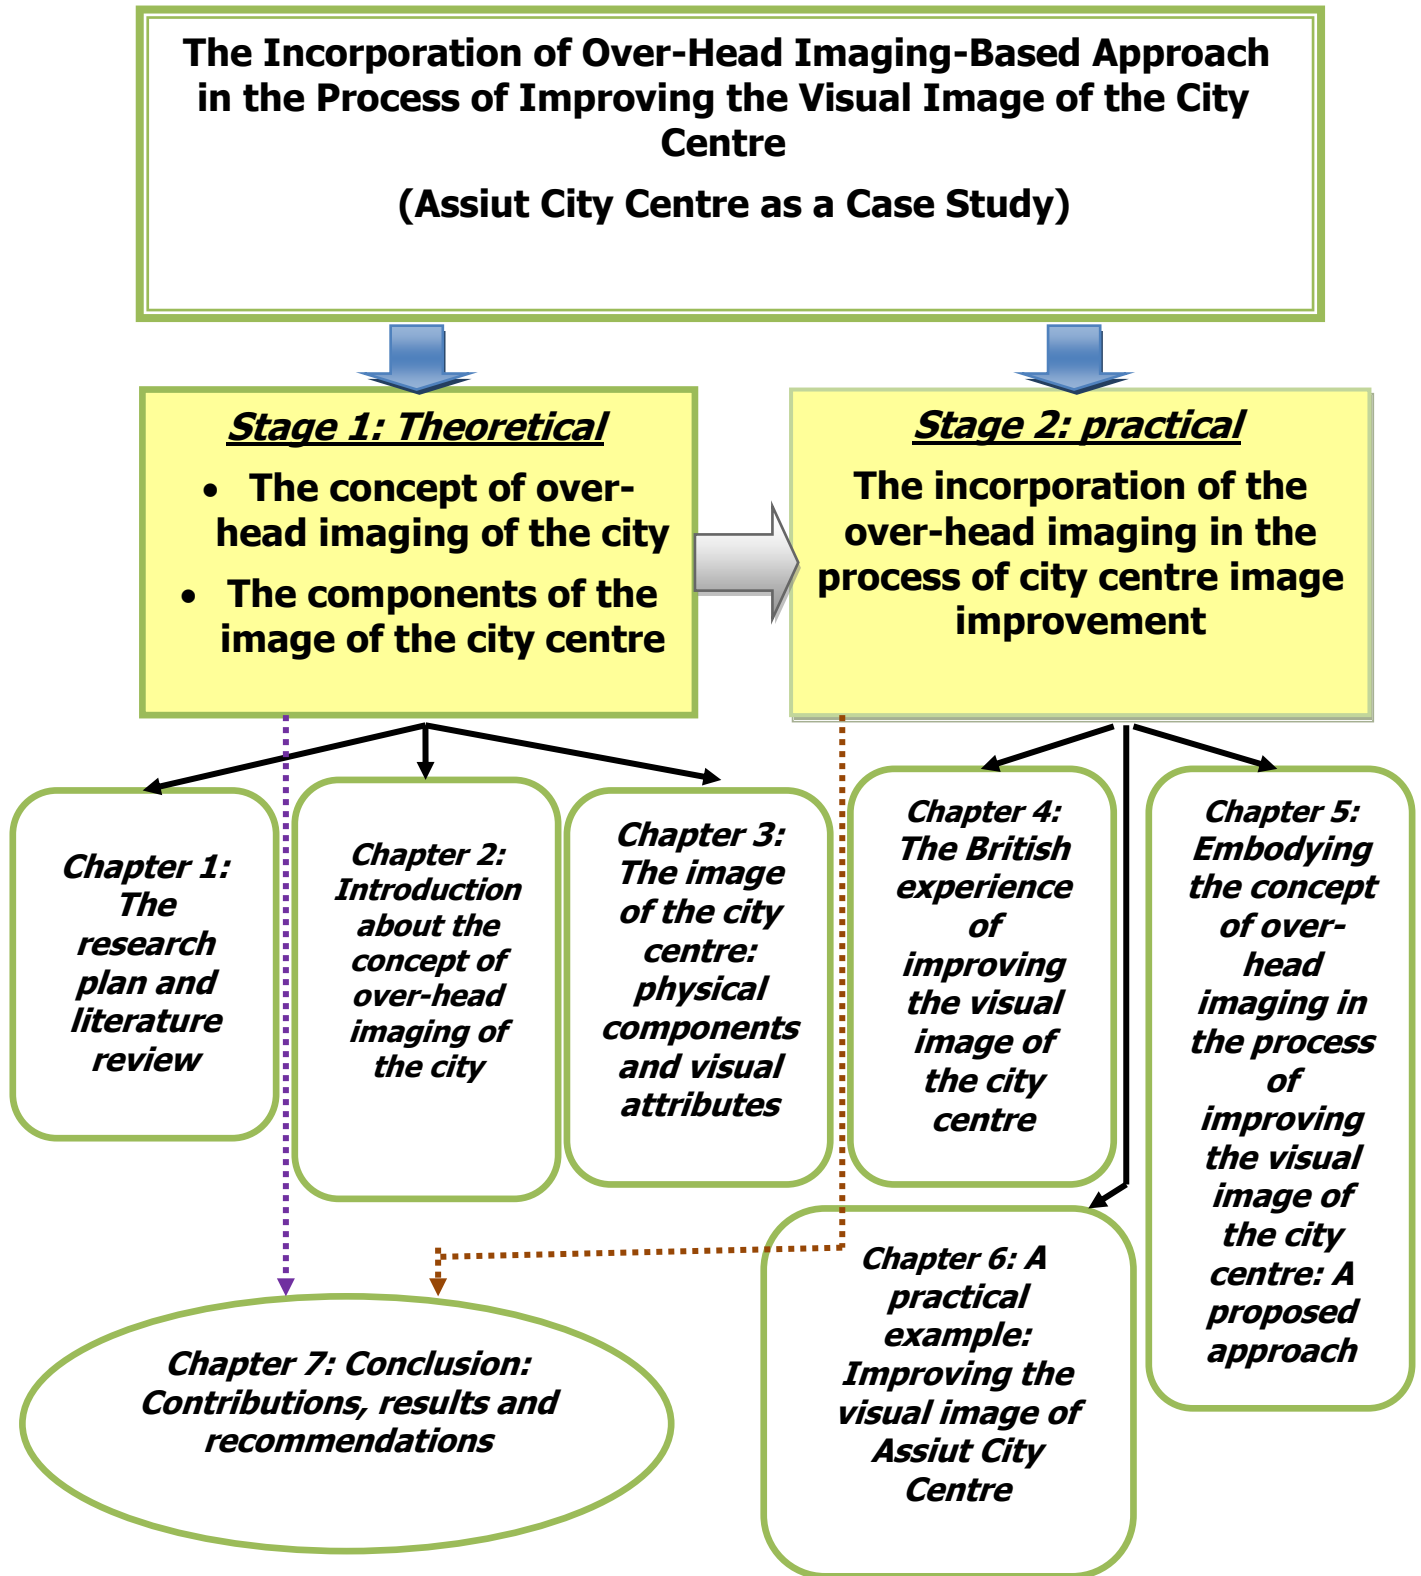 The Incorporation of Over-Head Imaging-Based Approach
in the Process of Improving the Visual Image of the City
Centre
(Assiut City Centre as a Case Study)
Stage 1: Theoretical
• The concept of over-
head imaging of the city
• The components of the
image of the city centre
Stage 2: practical
The incorporation of the
over-head imaging in the
process of city centre image
improvement
Chapter 1:
The
research
plan and
literature
review
Chapter 2:
Introduction
about the
concept of
over-head
imaging of
the city
Chapter 3:
The image
of the city
centre:
physical
components
and visual
attributes
Chapter 4:
The British
experience
of
improving
the visual
image of
the city
centre
Chapter 5:
Embodying
the concept
of over-
head
imaging in
the process
of
improving
the visual
image of
the city
centre: A
proposed
approach
Chapter 6: A
practical
example:
Improving the
visual image of
Assiut City
Centre
Chapter 7: Conclusion:
Contributions, results and
recommendations